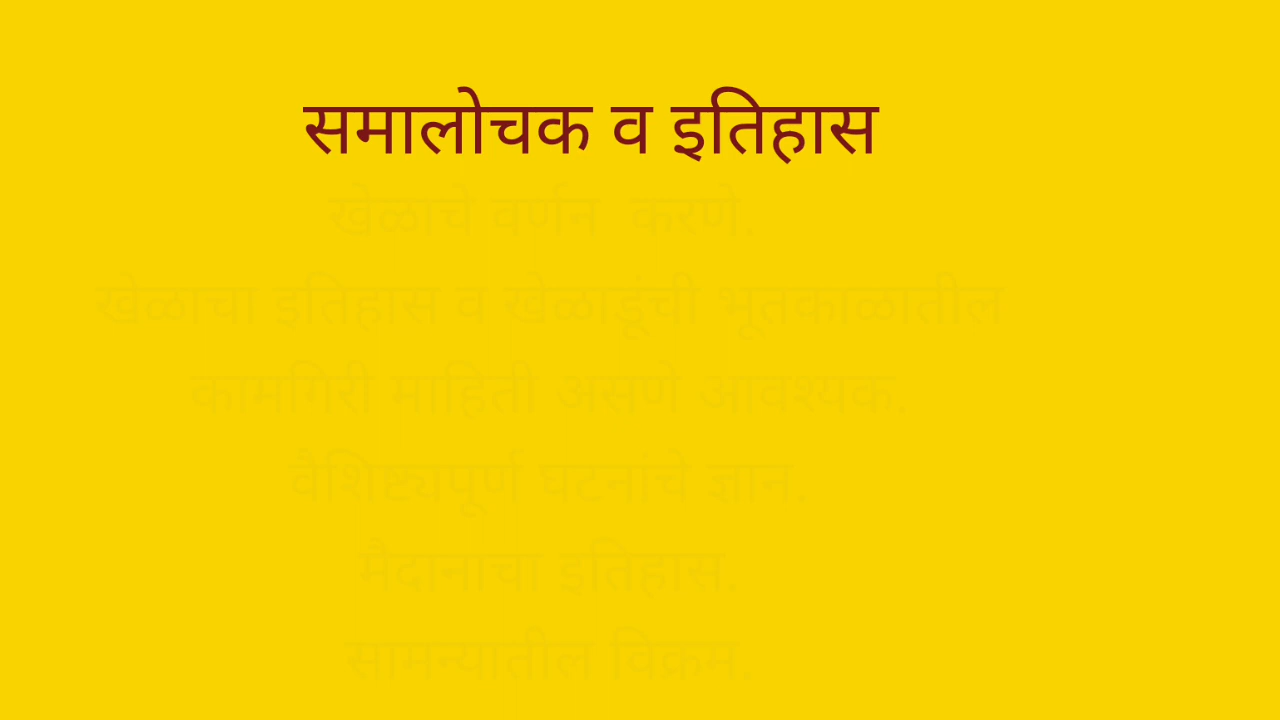 समालोचक व इतिहास
खेळाचे वर्णन करणे.
खेळाचा इतिहास व खेळाडूंची भूतकाळातील
कामगिरी माहिती असणे आवश्यक.
वैशिष्ट्यपूर्ण घटनांचे ज्ञान.
मैदानाचा इतिहास.
सामन्यातील विक्रम.